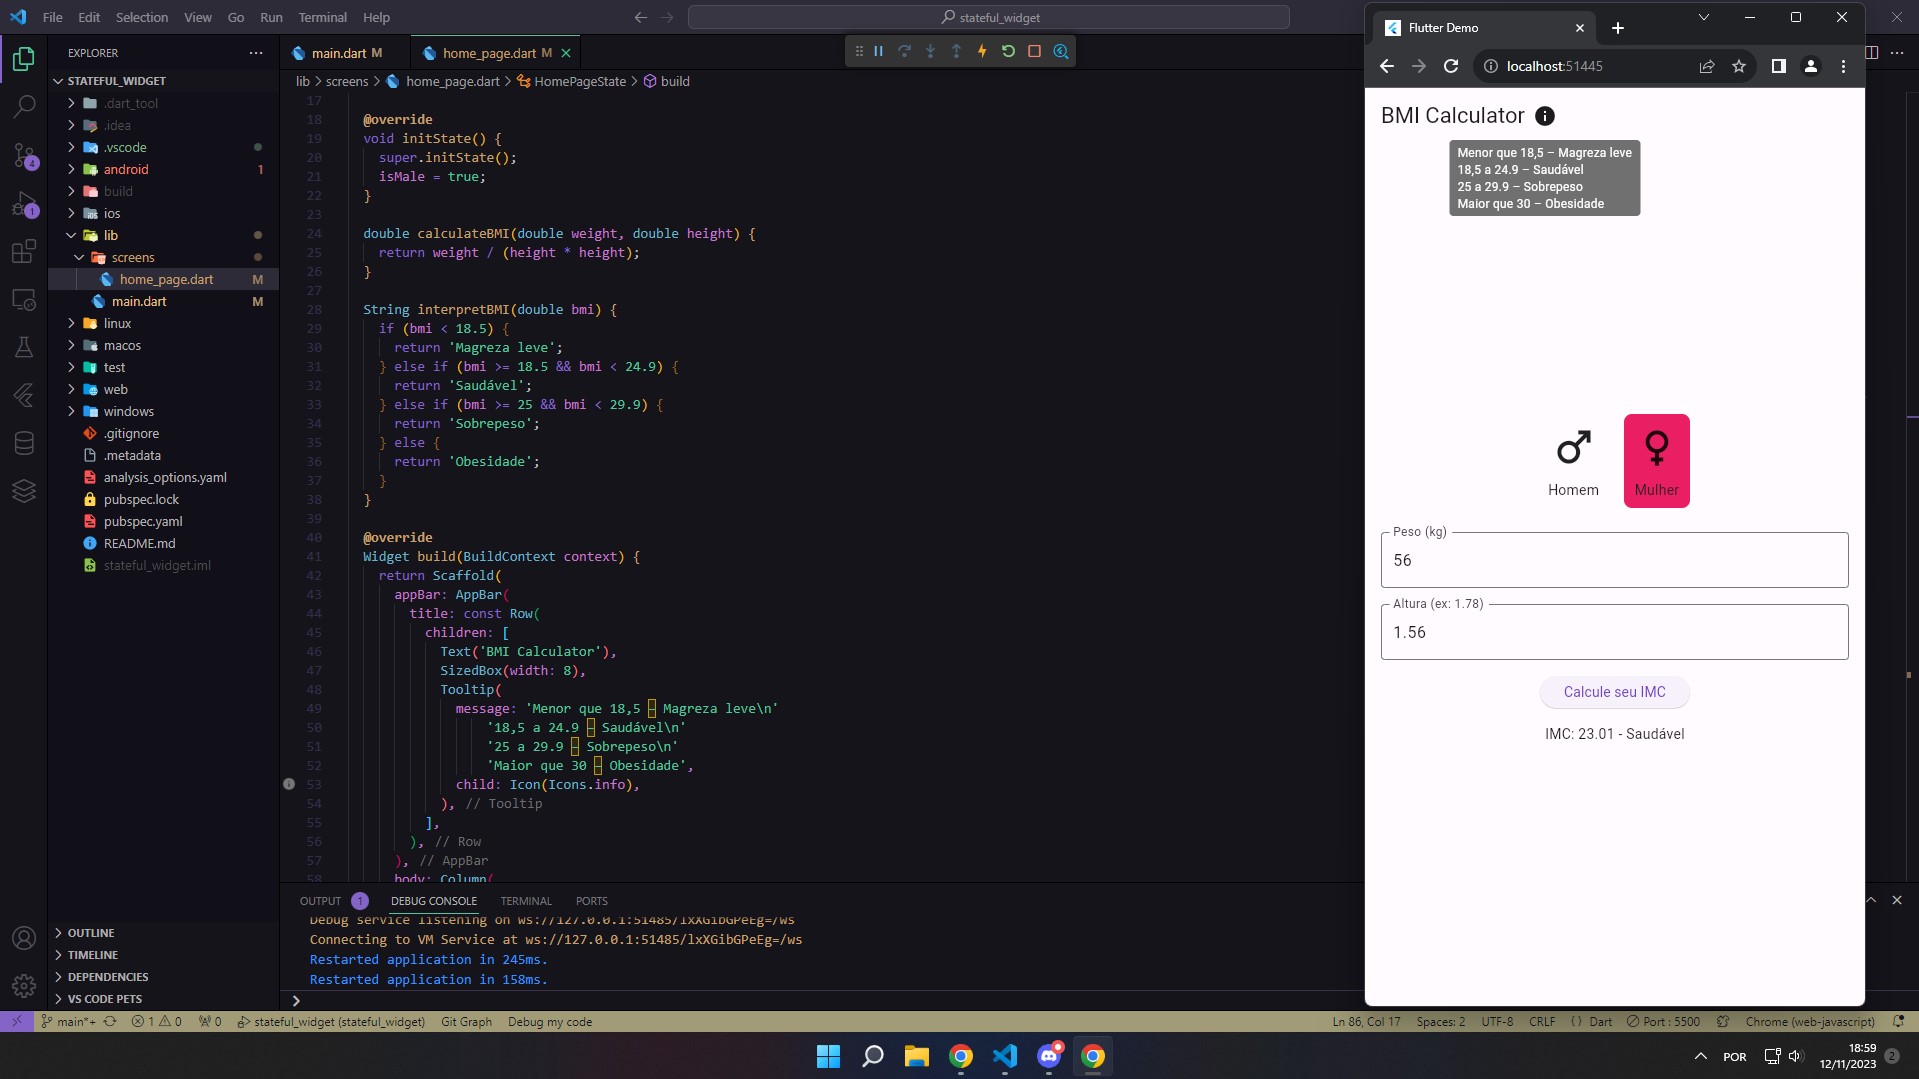 File Edit Selection View Go Run Terminal Help
stateful_widget
EXPLORER
STATEFUL_WIDGET
.dart_tool
.idea
.vscode
android 1
build
ios
lib
screens
home_page.dart M
main.dart M
linux
macos
test
web
windows
.gitignore
.metadata
analysis_options.yaml
pubspec.lock
pubspec.yaml
README.md
stateful_widget.iml
OUTLINE
TIMELINE
DEPENDENCIES
VS CODE PETS
4
1
main.dart M
home_page.dart M
lib > screens > home_page.dart > HomePageState > build
17
18 @override
19 void initState() {
20 super.initState();
21 isMale = true;
22 }
23
24 double calculateBMI(double weight, double height) {
25 return weight / (height * height);
26 }
27
28 String interpretBMI(double bmi) {
29 if (bmi < 18.5) {
30 return 'Magreza leve';
31 } else if (bmi >= 18.5 && bmi < 24.9) {
32 return 'Saudável';
33 } else if (bmi >= 25 && bmi < 29.9) {
34 return 'Sobrepeso';
35 } else {
36 return 'Obesidade';
37 }
38 }
39
40 @override
41 Widget build(BuildContext context) {
42 return Scaffold(
43 appBar: AppBar(
44 title: const Row(
45 children: [
46 Text('BMI Calculator'),
47 SizedBox(width: 8),
48 Tooltip(
49 message: 'Menor que 18,5 – Magreza leve\n'
50 '18,5 a 24.9 – Saudável\n'
51 '25 a 29.9 – Sobrepeso\n'
52 'Maior que 30 – Obesidade',
53 child: Icon(Icons.info),
54 ), // Tooltip
55 ],
56 ), // Row
57 ), // AppBar
58 body: Column(
OUTPUT 1 DEBUG CONSOLE TERMINAL PORTS
Debug service listening on ws://127.0.0.1:51485/lxXGibGPeEg=/ws
Connecting to VM Service at ws://127.0.0.1:51485/lxXGibGPeEg=/ws
Restarted application in 245ms.
Restarted application in 158ms.
Flutter Demo
localhost:51445
BMI Calculator
Menor que 18,5 – Magreza leve
18,5 a 24.9 – Saudável
25 a 29.9 – Sobrepeso
Maior que 30 – Obesidade
Homem
Mulher
Peso (kg)
56
Altura (ex: 1.78)
1.56
Calcule seu IMC
IMC: 23.01 - Saudável
main*+ 1 0 0 stateful_widget (stateful_widget) Git Graph Debug my code
Ln 86, Col 17 Spaces: 2 UTF-8 CRLF { } Dart Port : 5500 Chrome (web-javascript)
POR
18:59
12/11/2023
2